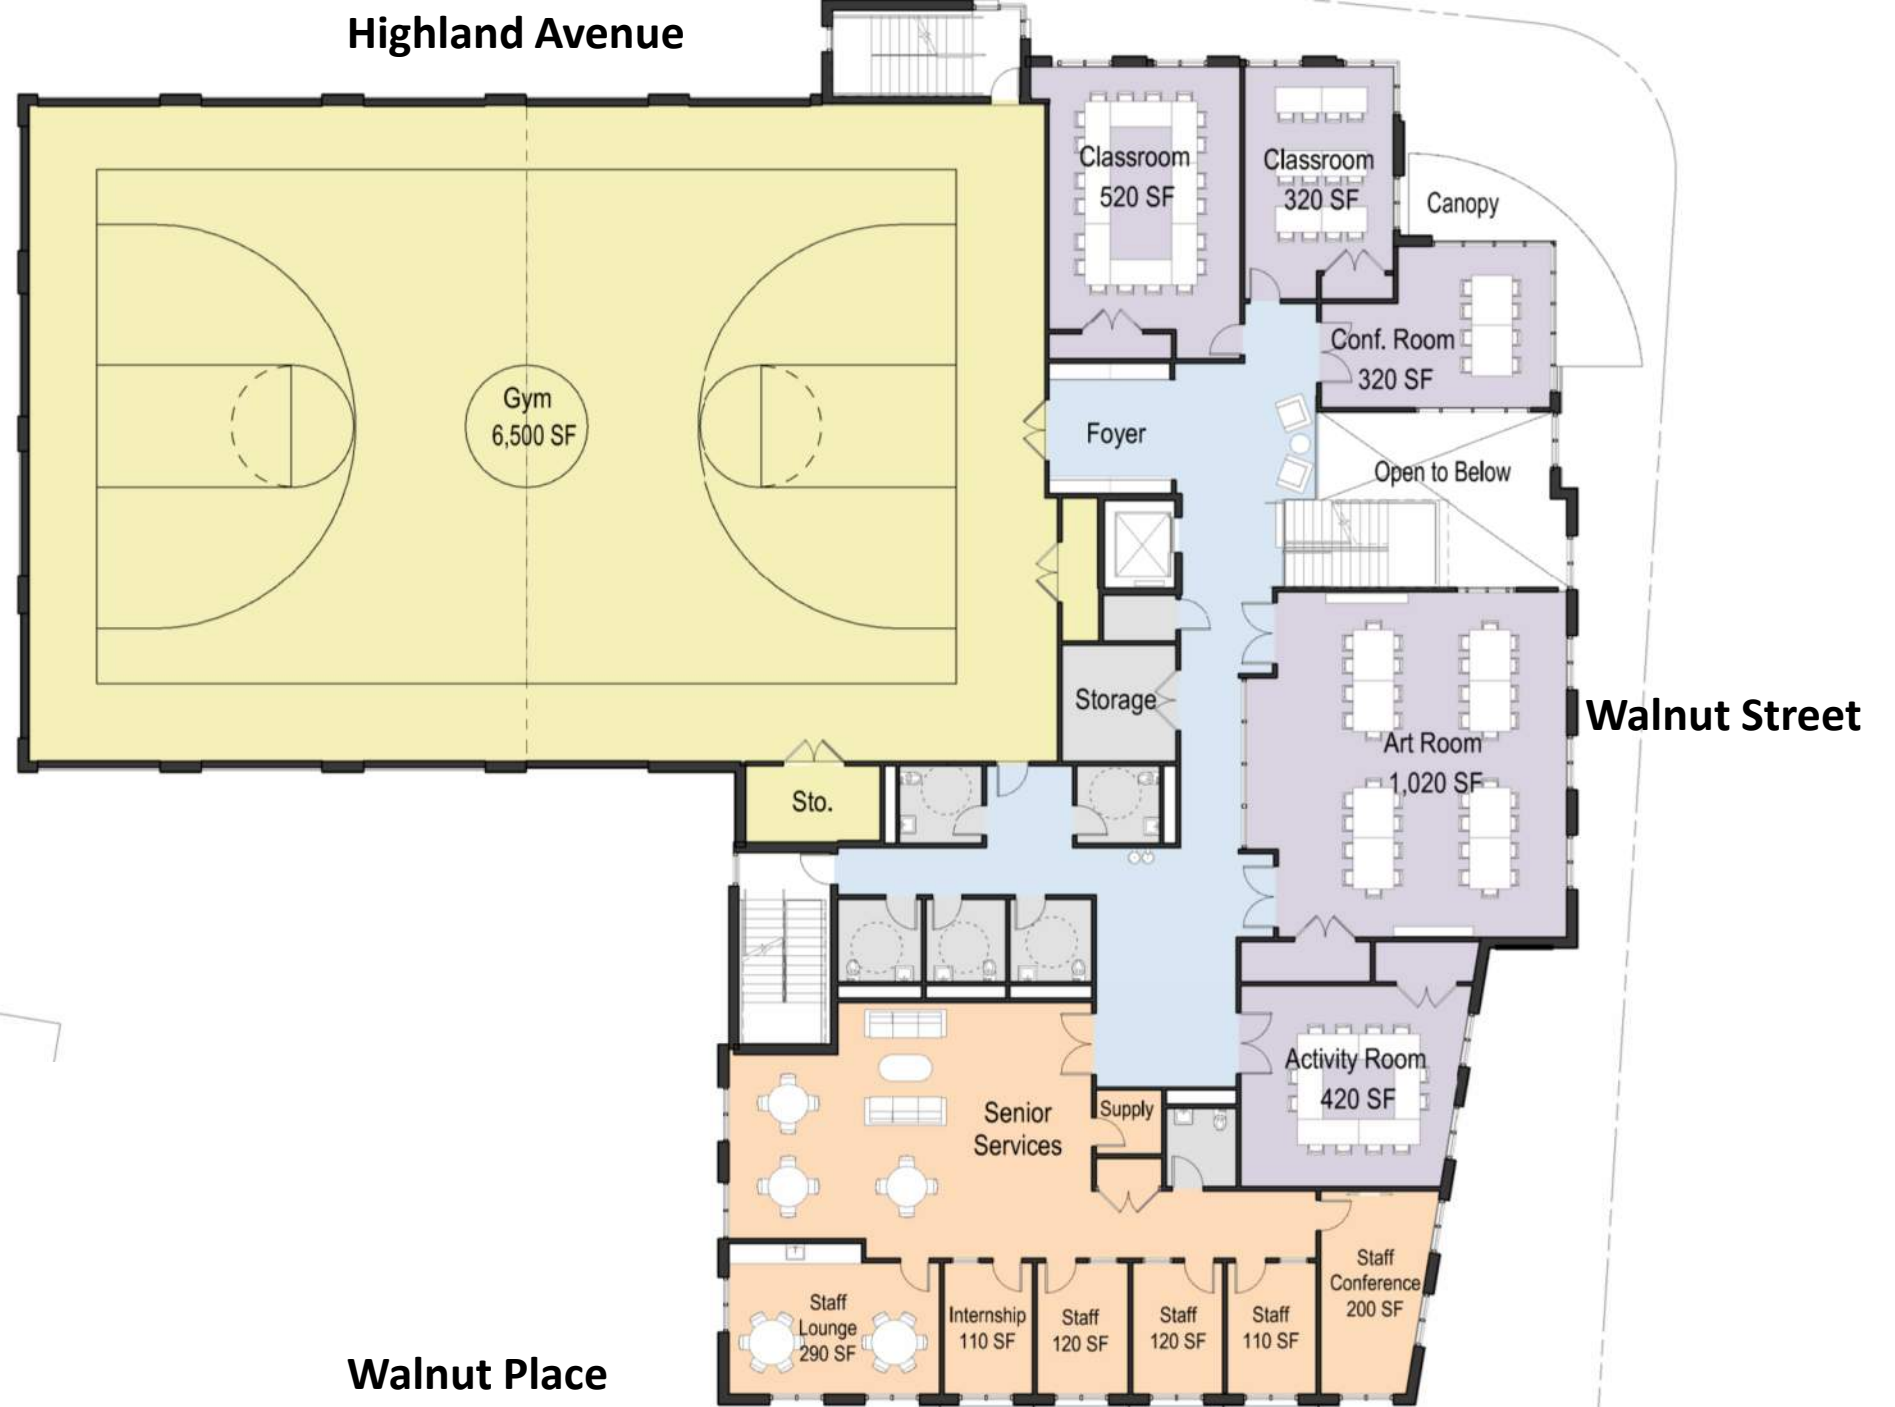 Highland Avenue
Classroom
520 SF
Classroom
320 SF
Canopy
Conf. Room
320 SF
Gym
6,500 SF
Foyer
Open to Below
Storage
Walnut Street
Art Room
1,020 SF
Sto.
Activity Room
420 SF
Senior
Services
Supply
Staff
Conference
200 SF
Staff
Lounge
290 SF
Internship
110 SF
Staff
120 SF
Staff
120 SF
Staff
110 SF
Walnut Place